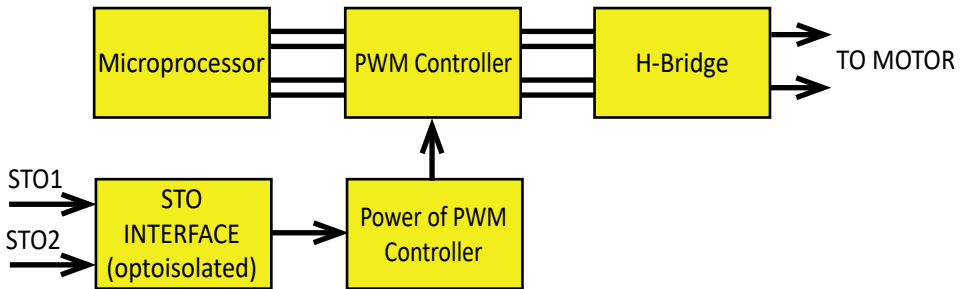 Microprocessor
PWM Controller
H-Bridge
TO MOTOR
STO1
STO2
STO
INTERFACE
(optoisolated)
Power of PWM
Controller